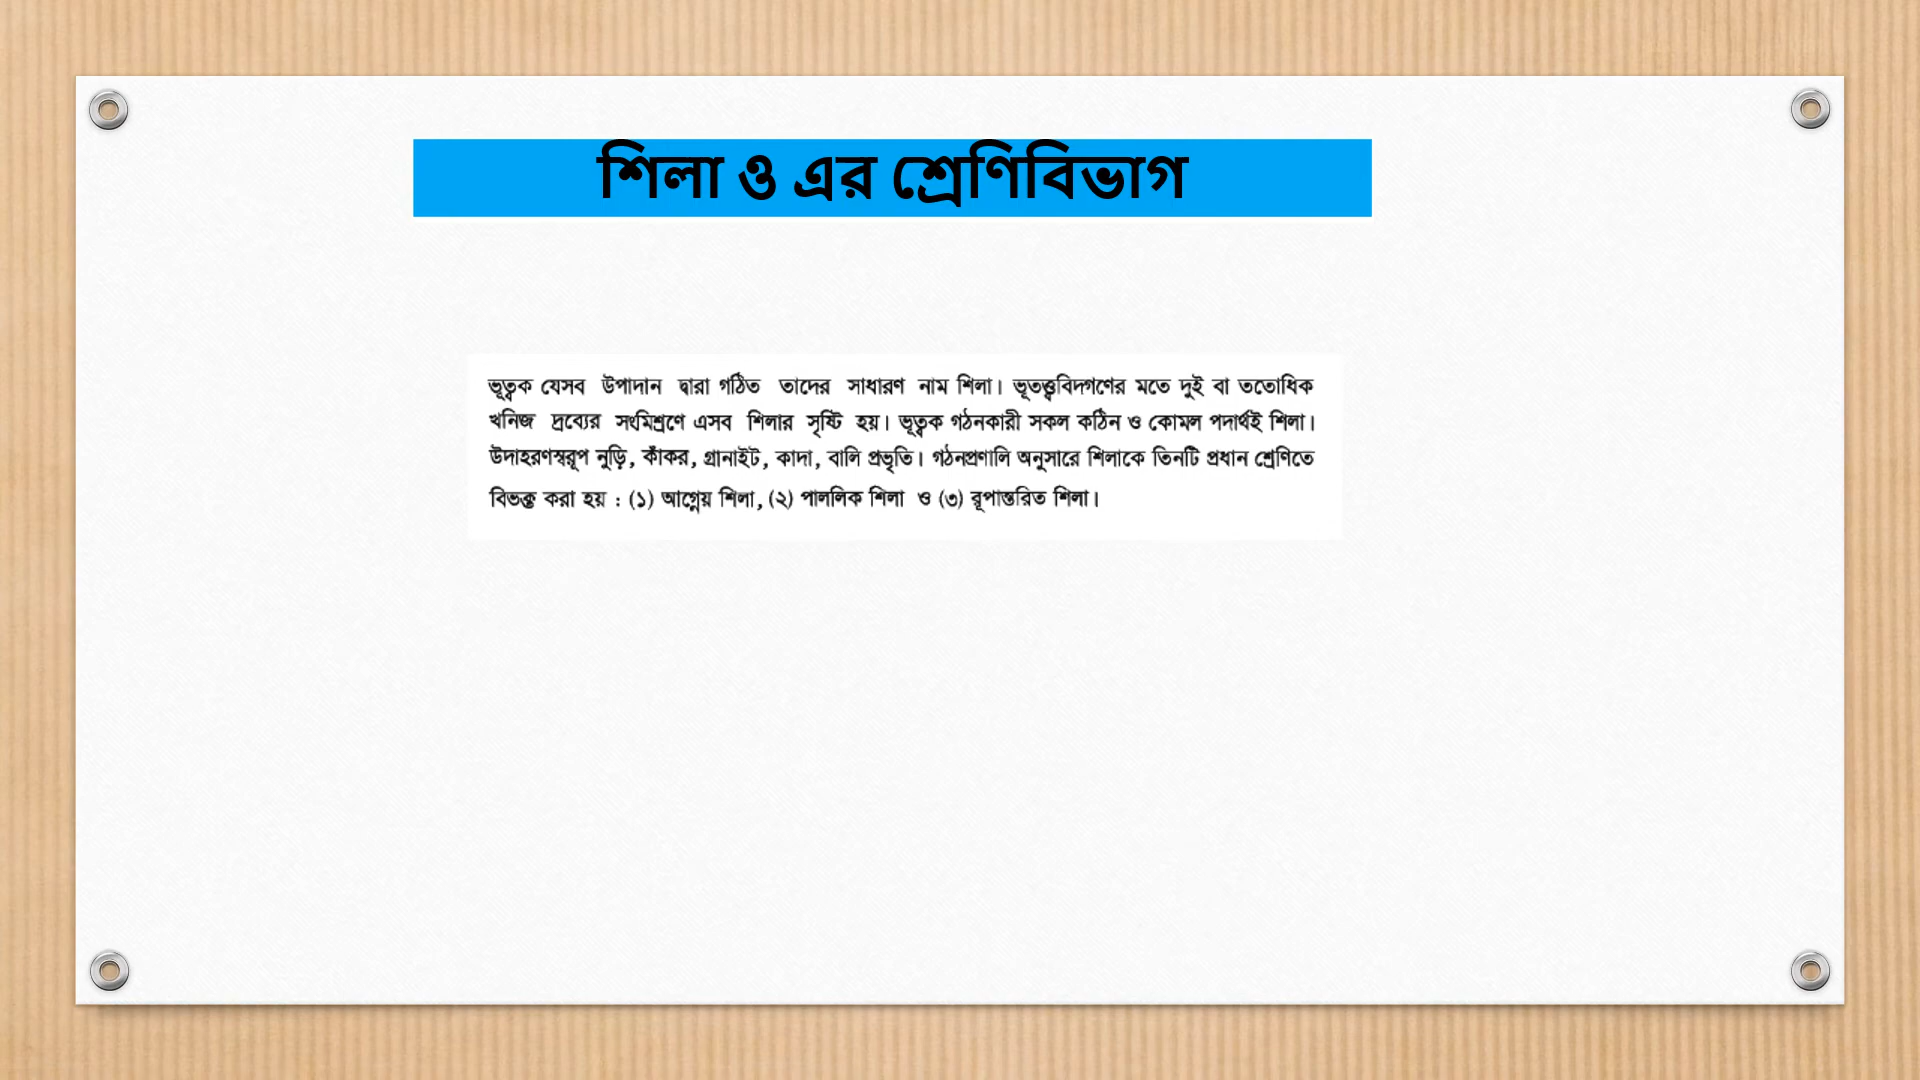 শিলা ও এর শ্রেণিবিভাগ
ভূত্বক যেসব উপাদান দ্বারা গঠিত তাদের সাধারণ নাম শিলা। ভূতত্ত্ববিদগণের মতে দুই বা ততোধিক
খনিজ দ্রব্যের সংমিশ্রণে এসব শিলার সৃষ্টি হয়। ভূত্বক গঠনকারী সকল কঠিন ও কোমল পদার্থই শিলা।
উদাহরণস্বরূপ নুড়ি, কাঁকর, গ্রানাইট, কাদা, বালি প্রভৃতি। গঠনপ্রণালি অনুসারে শিলাকে তিনটি প্রধান শ্রেণিতে
বিভক্ত করা হয় : (১) আগ্নেয় শিলা, (২) পাললিক শিলা ও (৩) রূপান্তরিত শিলা।